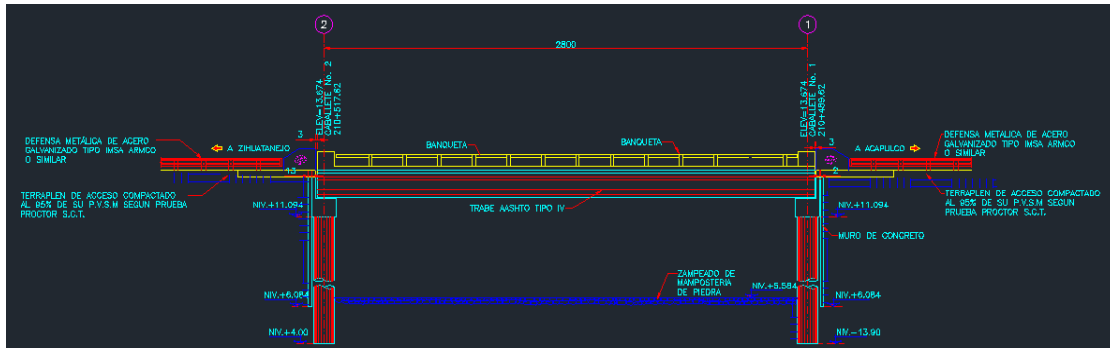 2
1
2800
ELEV=13.674
CABALLETE No. 2
210+517.62
ELEV=13.674
CABALLETE No. 1
210+489.62
DEFENSA METÁLICA DE ACERO
GALVANIZADO TIPO IMSA ARMCO
O SIMILAR
A ZIHUATANEJO
3
BANQUETA
BANQUETA
3
A ACAPULCO
DEFENSA METALICA DE ACERO
GALVANIZADO TIPO IMSA ARMCO
O SIMILAR
TERRAPLEN DE ACCESO COMPACTADO
AL 95% DE SU P.V.S.M SEGUN PRUEBA
PROCTOR S.C.T.
TRABE AASHTO TIPO IV
TERRAPLEN DE ACCESO COMPACTADO
AL 95% DE SU P.V.S.M SEGUN
PRUEBA PROCTOR S.C.T.
NIV.+11.094
NIV.+11.094
MURO DE CONCRETO
ZAMPEADO DE
MAMPOSTERIA
DE PIEDRA
NIV.+5.584
NIV.+6.084
NIV.+6.084
NIV.+4.00
NIV.-13.90